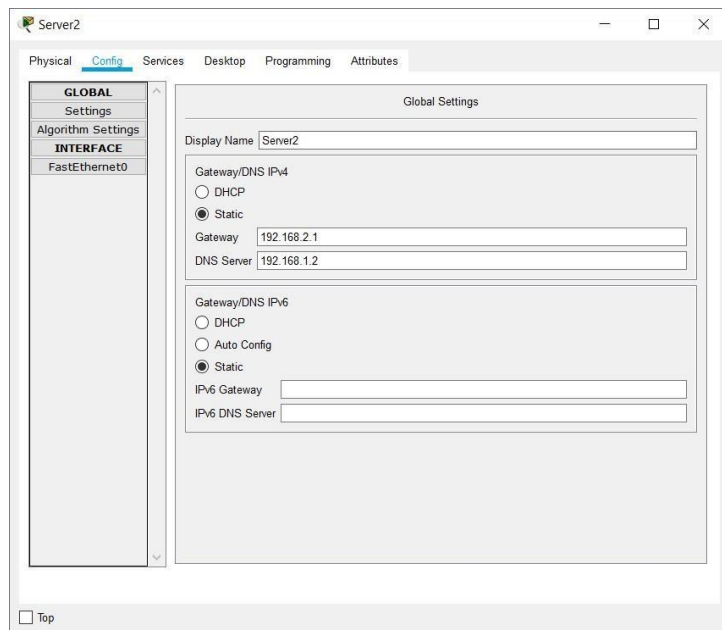 Server2
Physical Config Services Desktop Programming Attributes
GLOBAL
Settings
Algorithm Settings
INTERFACE
FastEthernet0
Global Settings
Display Name Server2
Gateway/DNS IPv4
DHCP
Static
Gateway 192.168.2.1
DNS Server 192.168.1.2
Gateway/DNS IPv6
DHCP
Auto Config
Static
IPv6 Gateway
IPv6 DNS Server
Top